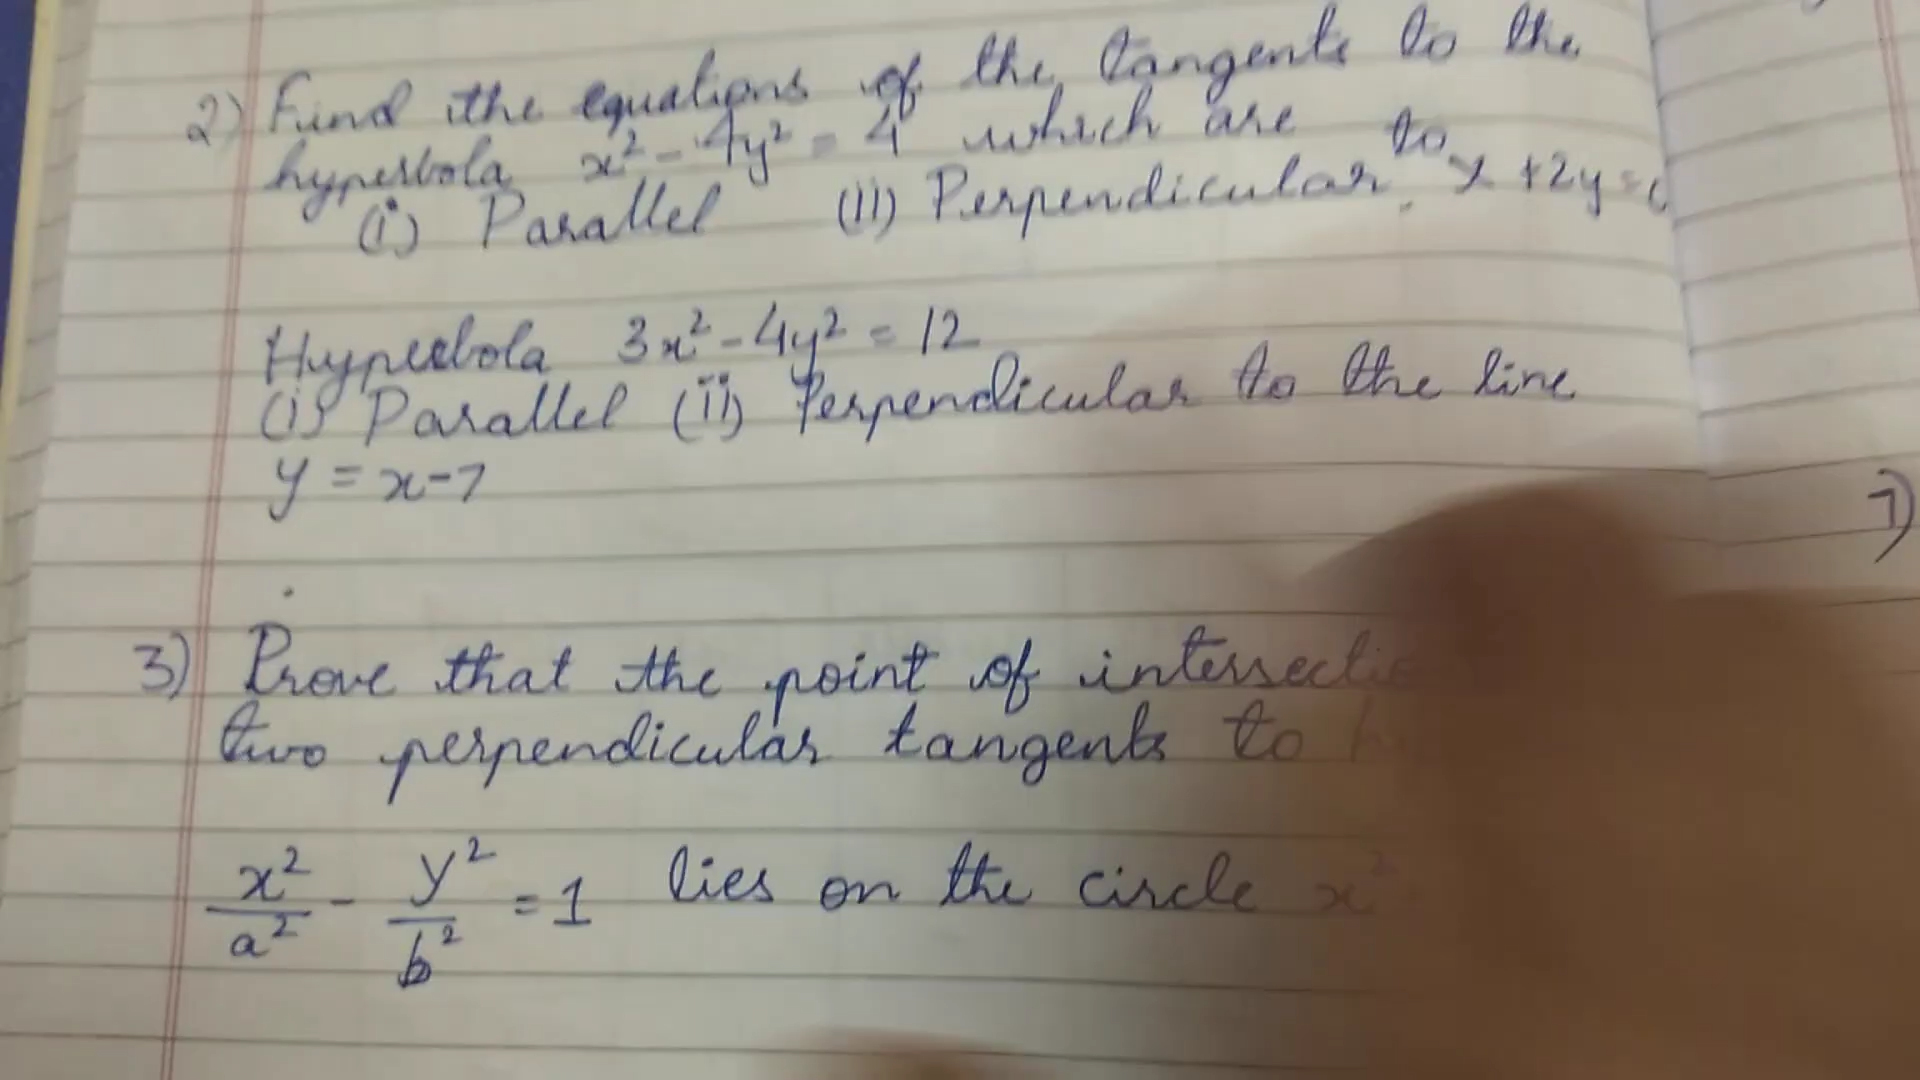 2) Find the equations of the tangents to the
hyperbola x² - 4y² = 4 which are
(i) Parallel (ii) Perpendicular to x + 2y =
Hyperbola 3x² - 4y² = 12
(i) Parallel (ii) Perpendicular to the line
y = x - 7
3) Prove that the point of
two perpendicular tangents to
x²/a² - y²/b² = 1 lies on the circle x²
7)